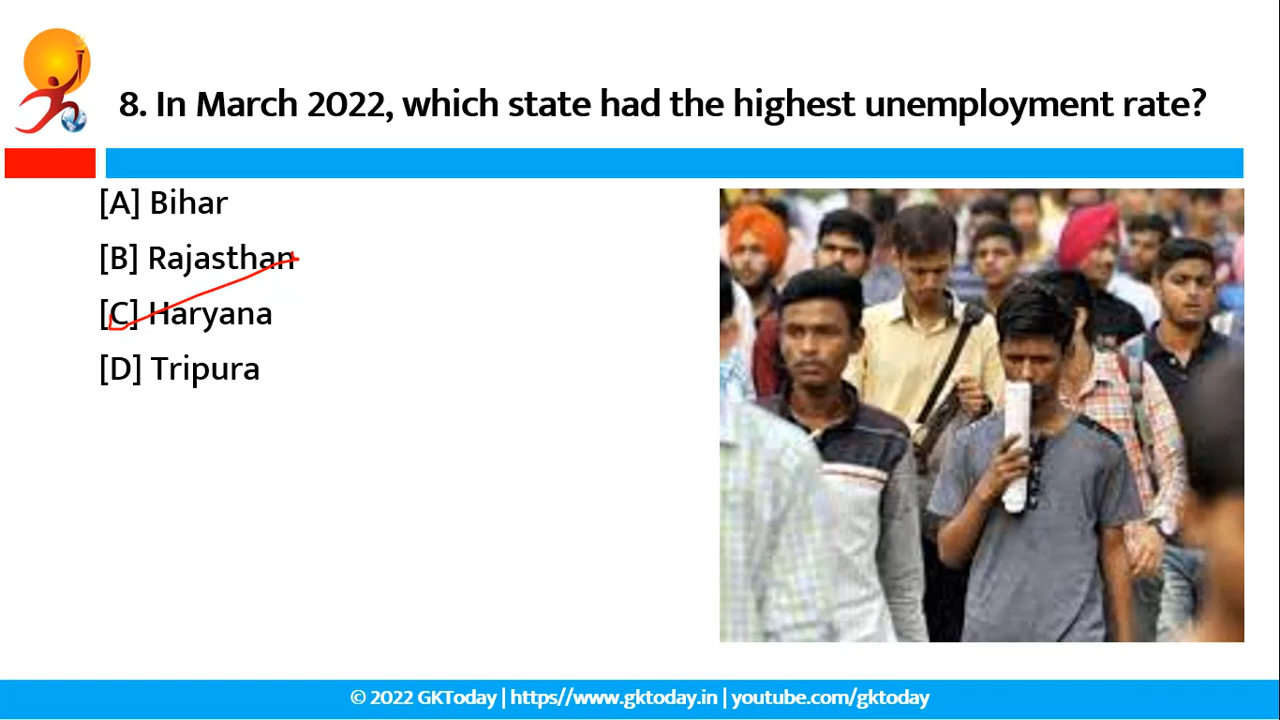 8. In March 2022, which state had the highest unemployment rate?
[A] Bihar
[B] Rajasthan
[C] Haryana
[D] Tripura
© 2022 GKToday | https//www.gktoday.in | youtube.com/gktoday